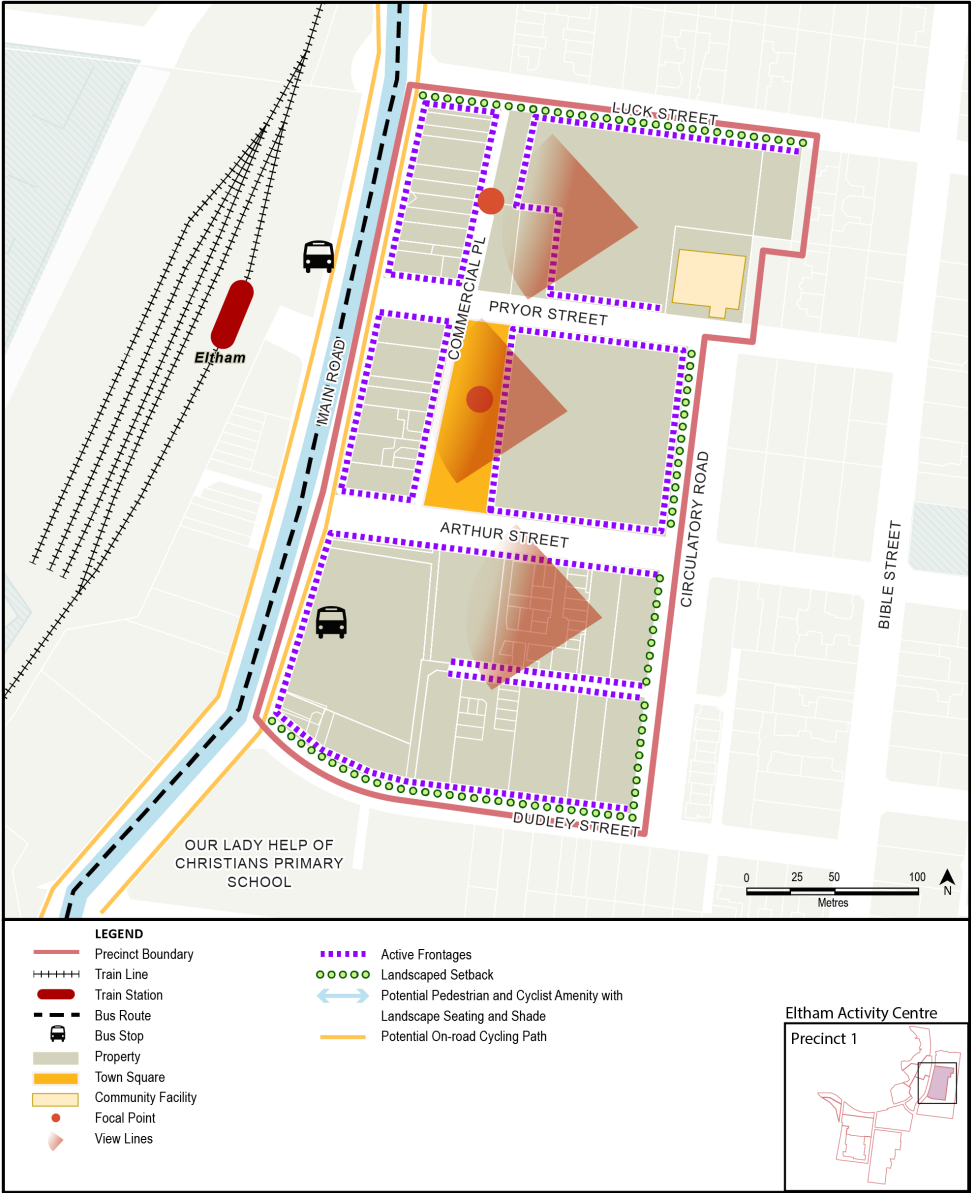 LUCK STREET
COMMERCIAL PL
PRYOR STREET
Eltham
MAIN ROAD
ARTHUR STREET
CIRCULATORY ROAD
BIBLE STREET
DUDLEY STREET
OUR LADY HELP OF
CHRISTIANS PRIMARY
SCHOOL
0 25 50 100
Metres
N
LEGEND
Precinct Boundary
Train Line
Train Station
Bus Route
Bus Stop
Property
Town Square
Community Facility
Focal Point
View Lines
Active Frontages
Landscaped Setback
Potential Pedestrian and Cyclist Amenity with
Landscape Seating and Shade
Potential On-road Cycling Path
Eltham Activity Centre
Precinct 1